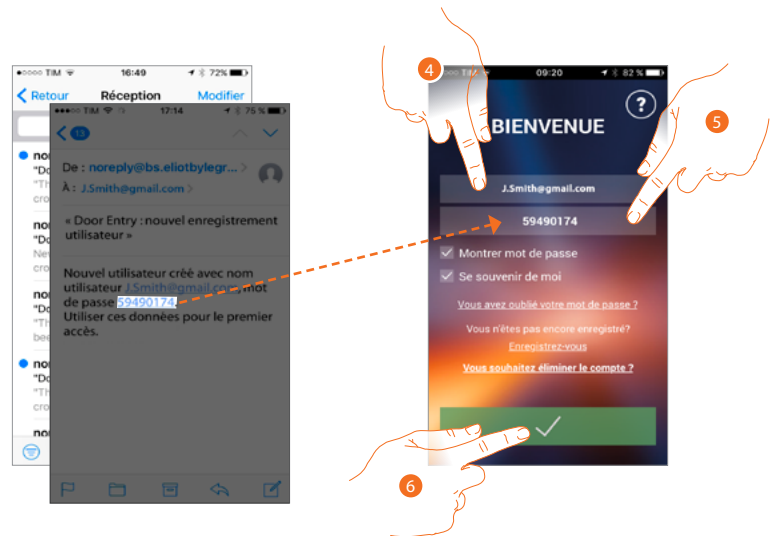 TIM 16:49 72%
Retour Réception Modifier
TIM 17:14 75 %
13
De : noreply@bs.eliotbylegr...
À : J.Smith@gmail.com
« Door Entry : nouvel enregistrement
utilisateur »
Nouvel utilisateur créé avec nom
utilisateur J.Smith@gmail.com, mot
de passe 59490174.
Utiliser ces données pour le premier
accès.
4
TIM 09:20 82 %
?
BIENVENUE
5
J.Smith@gmail.com
59490174
Montrer mot de passe
Se souvenir de moi
Vous avez oublié votre mot de passe ?
Vous n'êtes pas encore enregistré?
Enregistrez-vous
Vous souhaitez éliminer le compte ?
6